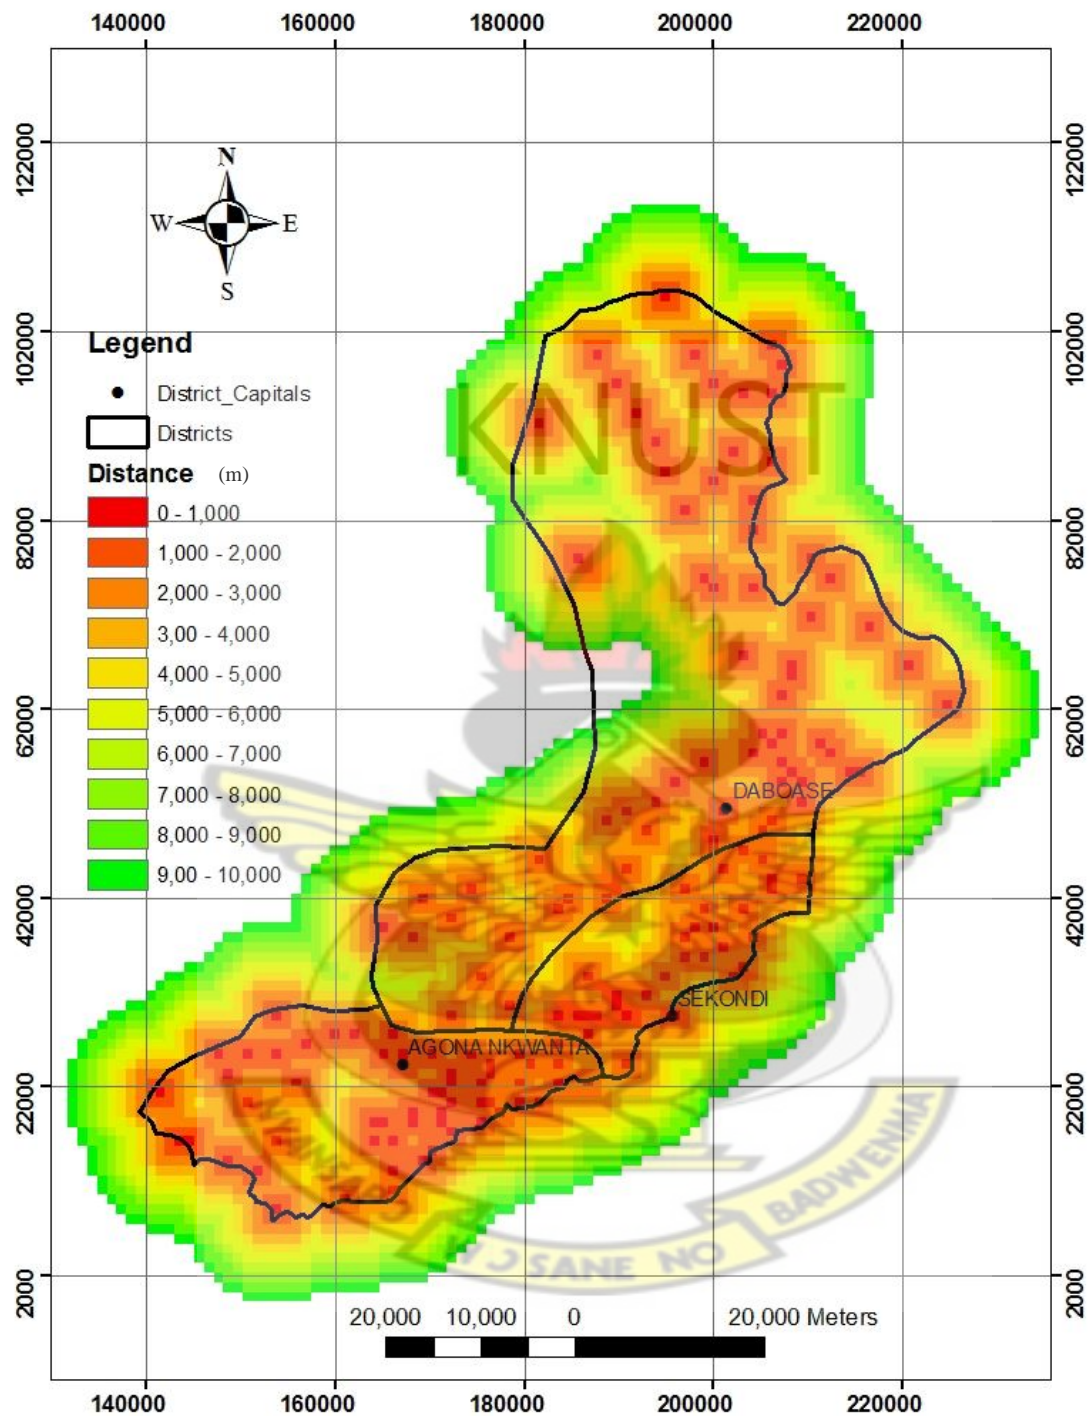 140000 160000 180000 200000 220000
122000 122000
N
W E
S
102000 102000
Legend
District_Capitals
Districts
Distance (m)
0 - 1,000
1,000 - 2,000
2,000 - 3,000
3,00 - 4,000
4,000 - 5,000
5,000 - 6,000
6,000 - 7,000
7,000 - 8,000
8,000 - 9,000
9,00 - 10,000
KNUST
82000 82000
62000 62000
DABOASE
42000 42000
SEKONDI
AGONA NKWANTA
22000 22000
NYANSAPO
WƆSANE NO
BADWENMA
2000 2000
20,000 10,000 0 20,000 Meters
140000 160000 180000 200000 220000